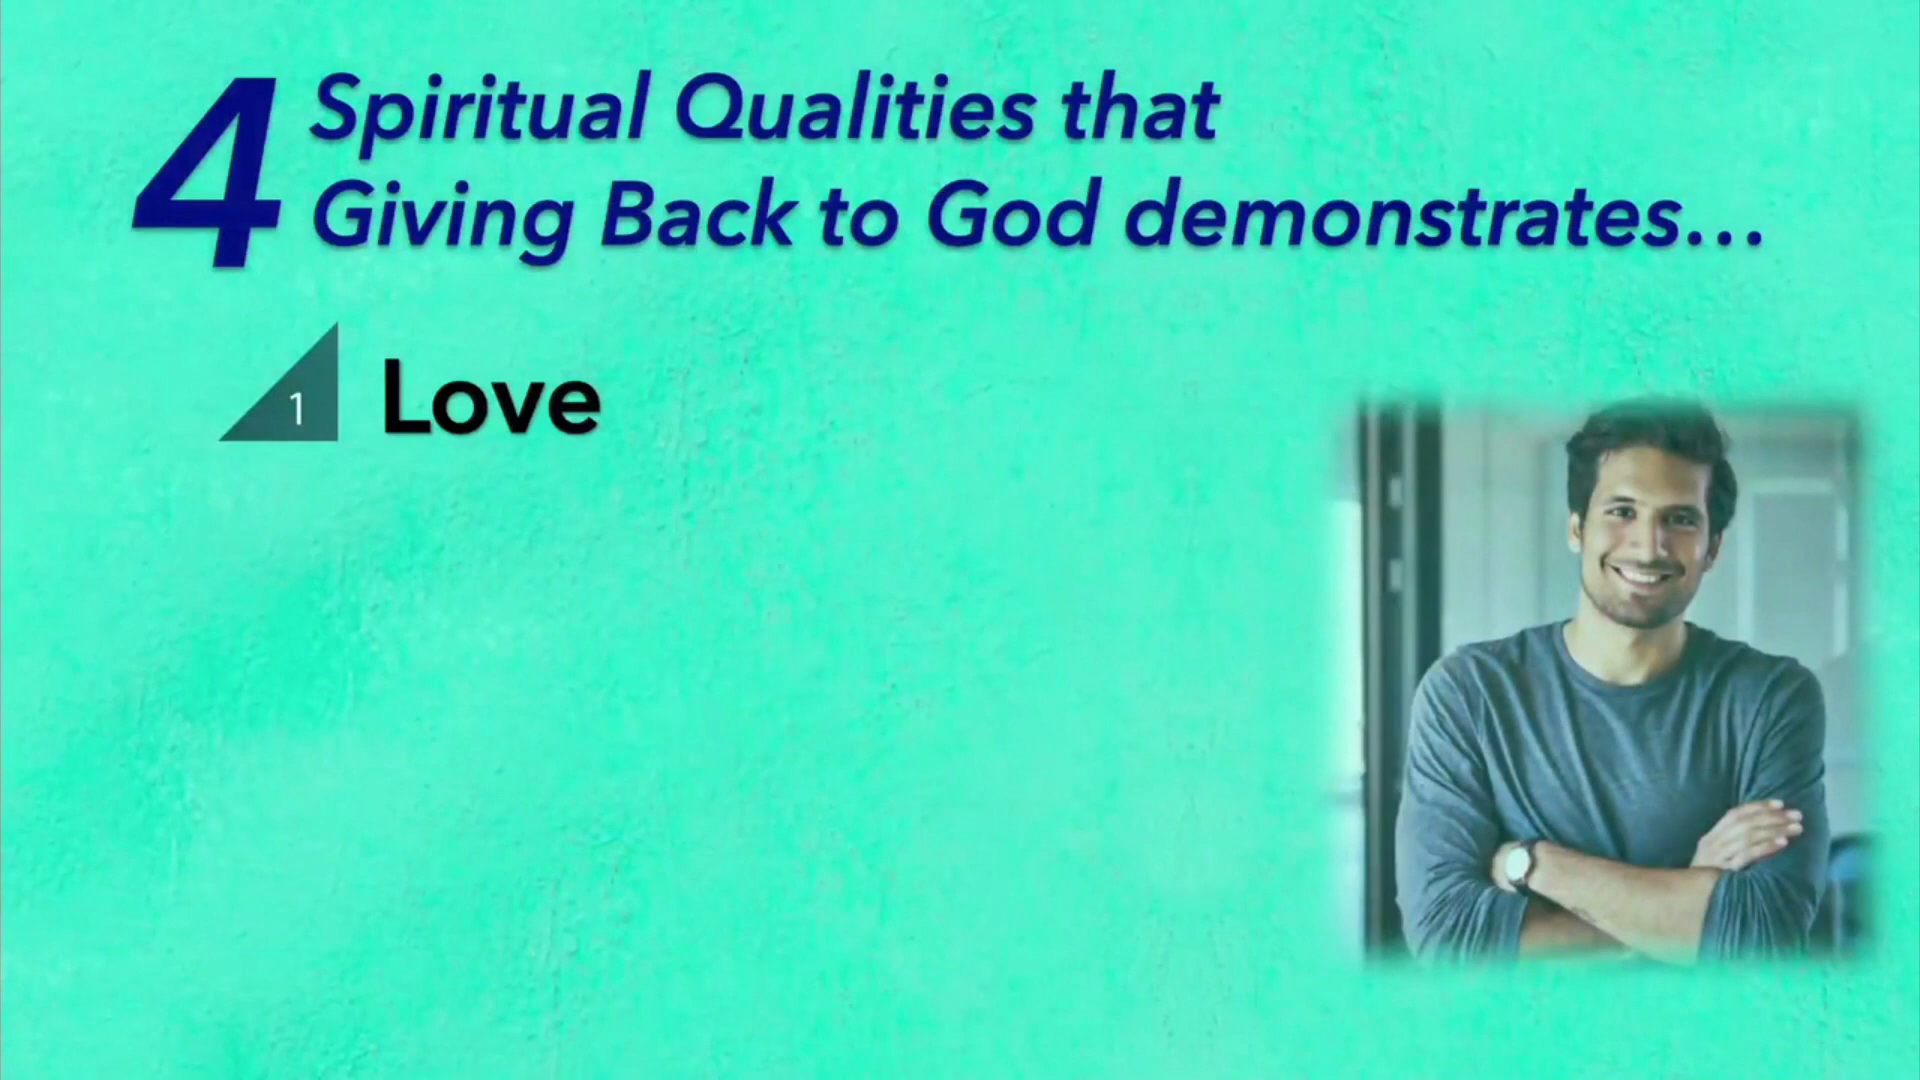 4 Spiritual Qualities that
Giving Back to God demonstrates...
1 Love